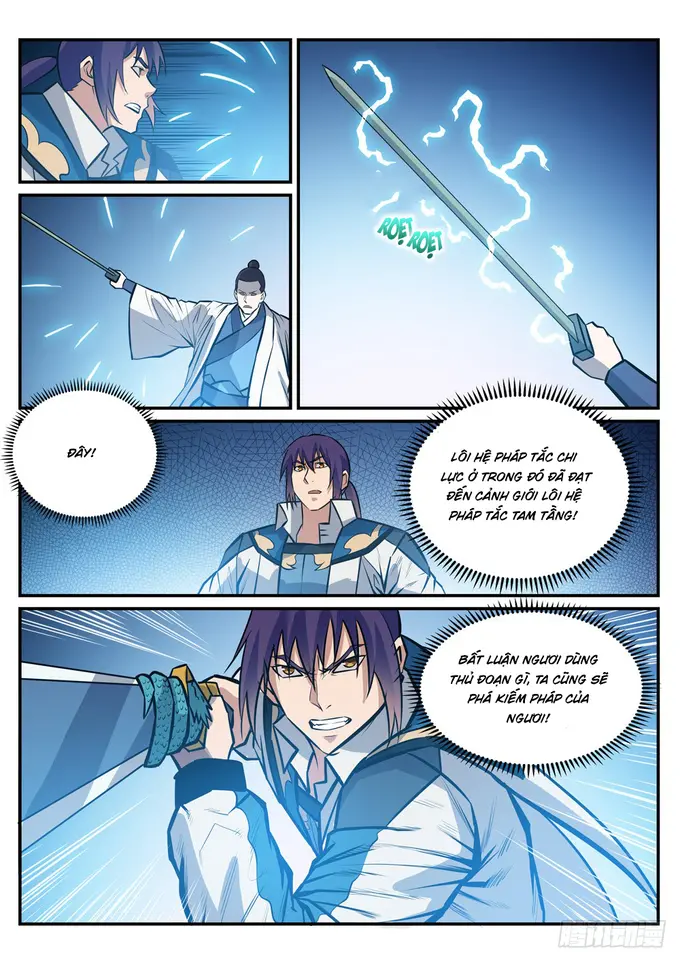 ROẸT
ROẸT
ĐÂY!
LÔI HỆ PHÁP TẮC CHI
LỰC Ở TRONG ĐÓ ĐÃ ĐẠT
ĐẾN CẢNH GIỚI LÔI HỆ
PHÁP TẮC TAM TẦNG!
BẤT LUẬN NGƯƠI DÙNG
THỦ ĐOẠN GÌ, TA CŨNG SẼ
PHÁ KIẾM PHÁP CỦA
NGƯƠI!